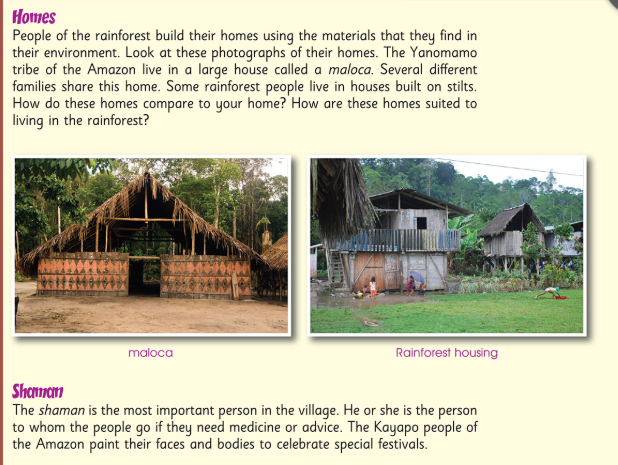 Homes
People of the rainforest build their homes using the materials that they find in
their environment. Look at these photographs of their homes. The Yanomamo
tribe of the Amazon live in a large house called a maloca. Several different
families share this home. Some rainforest people live in houses built on stilts.
How do these homes compare to your home? How are these homes suited to
living in the rainforest?
maloca
Rainforest housing
Shaman
The shaman is the most important person in the village. He or she is the person
to whom the people go if they need medicine or advice. The Kayapo people of
the Amazon paint their faces and bodies to celebrate special festivals.